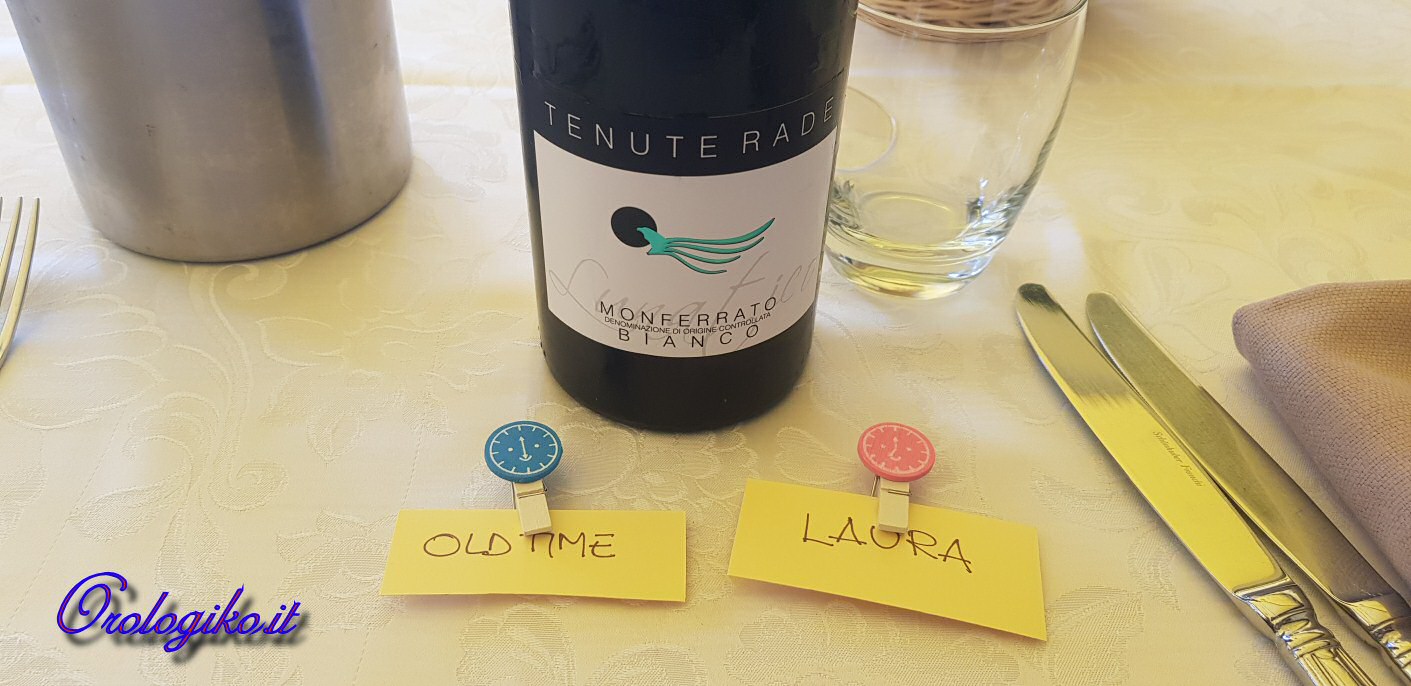 TENUTE RADE
Lunatico
MONFERRATO
DENOMINAZIONE DI ORIGINE CONTROLLATA
BIANCO
OLD TIME
LAURA
Orologiko.it